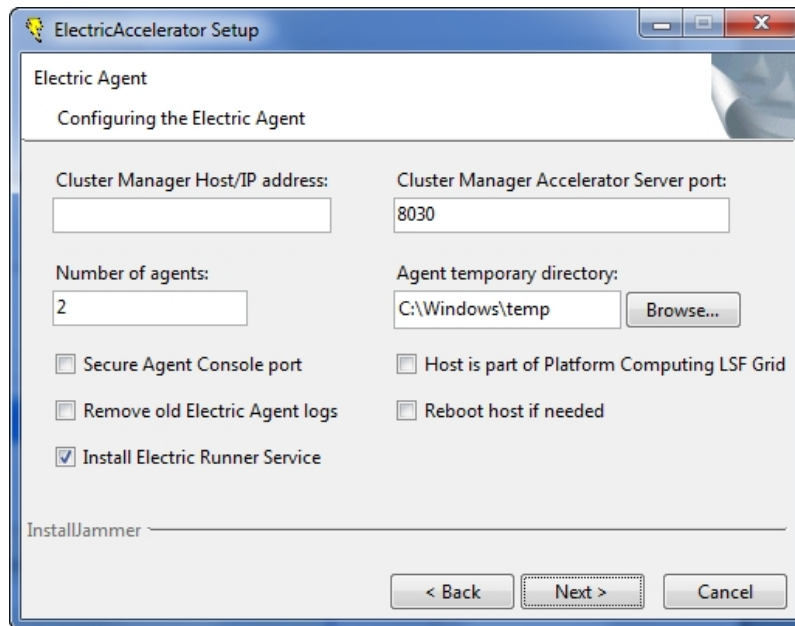 ElectricAccelerator Setup
Electric Agent
Configuring the Electric Agent
Cluster Manager Host/IP address:
Cluster Manager Accelerator Server port:
8030
Number of agents:
Agent temporary directory:
2
C:\Windows\temp
Browse...
Secure Agent Console port
Host is part of Platform Computing LSF Grid
Remove old Electric Agent logs
Reboot host if needed
Install Electric Runner Service
InstallJammer
< Back
Next >
Cancel